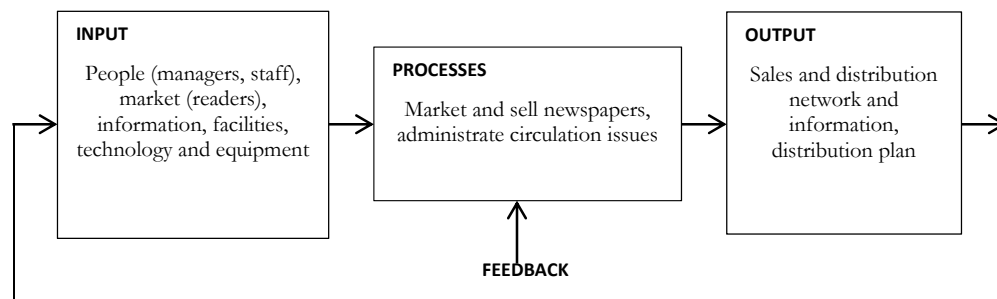 INPUT
People (managers, staff),
market (readers),
information, facilities,
technology and equipment
PROCESSES
Market and sell newspapers,
administrate circulation issues
OUTPUT
Sales and distribution
network and
information,
distribution plan
FEEDBACK